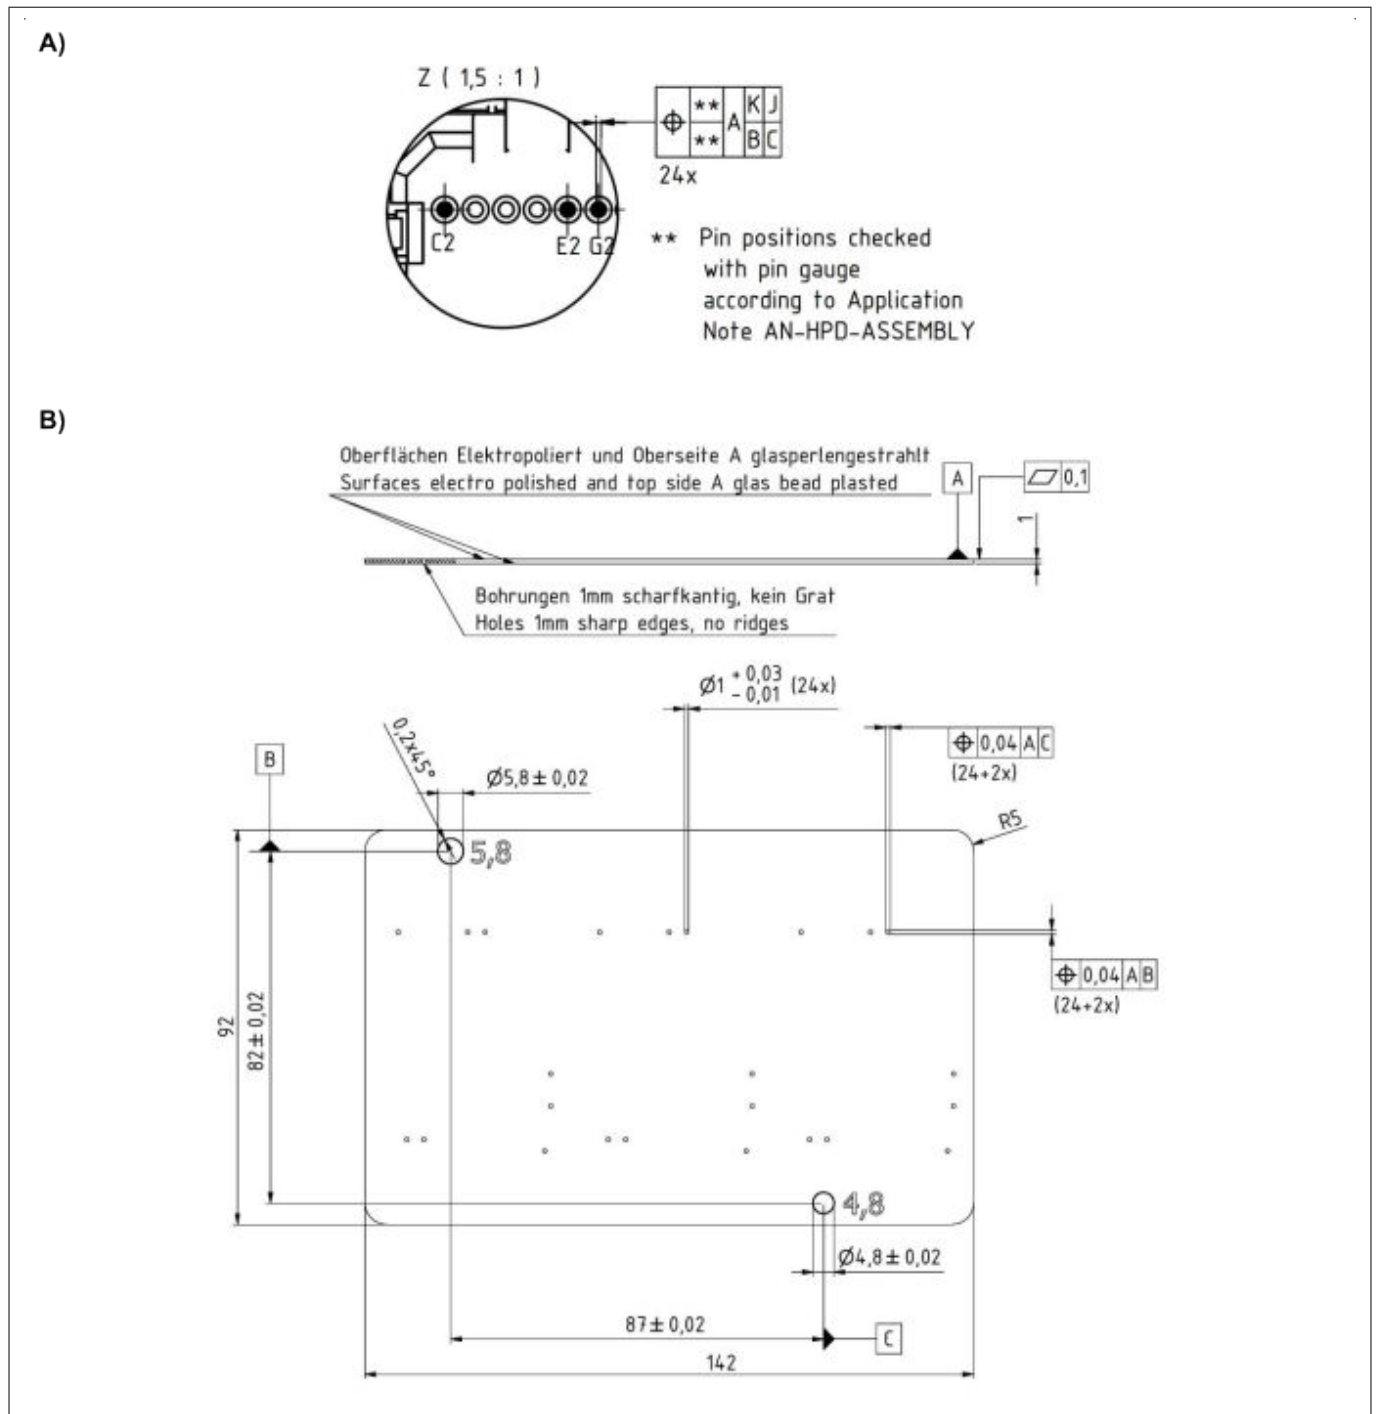 A)
Z ( 1,5 : 1 )
** A K J
** B C
24x
C2 E2 G2
** Pin positions checked
with pin gauge
according to Application
Note AN-HPD-ASSEMBLY
B)
Oberflächen Elektropoliert und Oberseite A glasperlengestrahlt
Surfaces electro polished and top side A glas bead plasted
A
0,1
1
Bohrungen 1mm scharfkantig, kein Grat
Holes 1mm sharp edges, no ridges
Ø1 +0,03 -0,01 (24x)
0,2x45°
B
Ø5,8±0,02
0,04 A C
(24+2x)
R5
5,8
0,04 A B
(24+2x)
92
82±0,02
4,8
Ø4,8±0,02
87±0,02
C
142